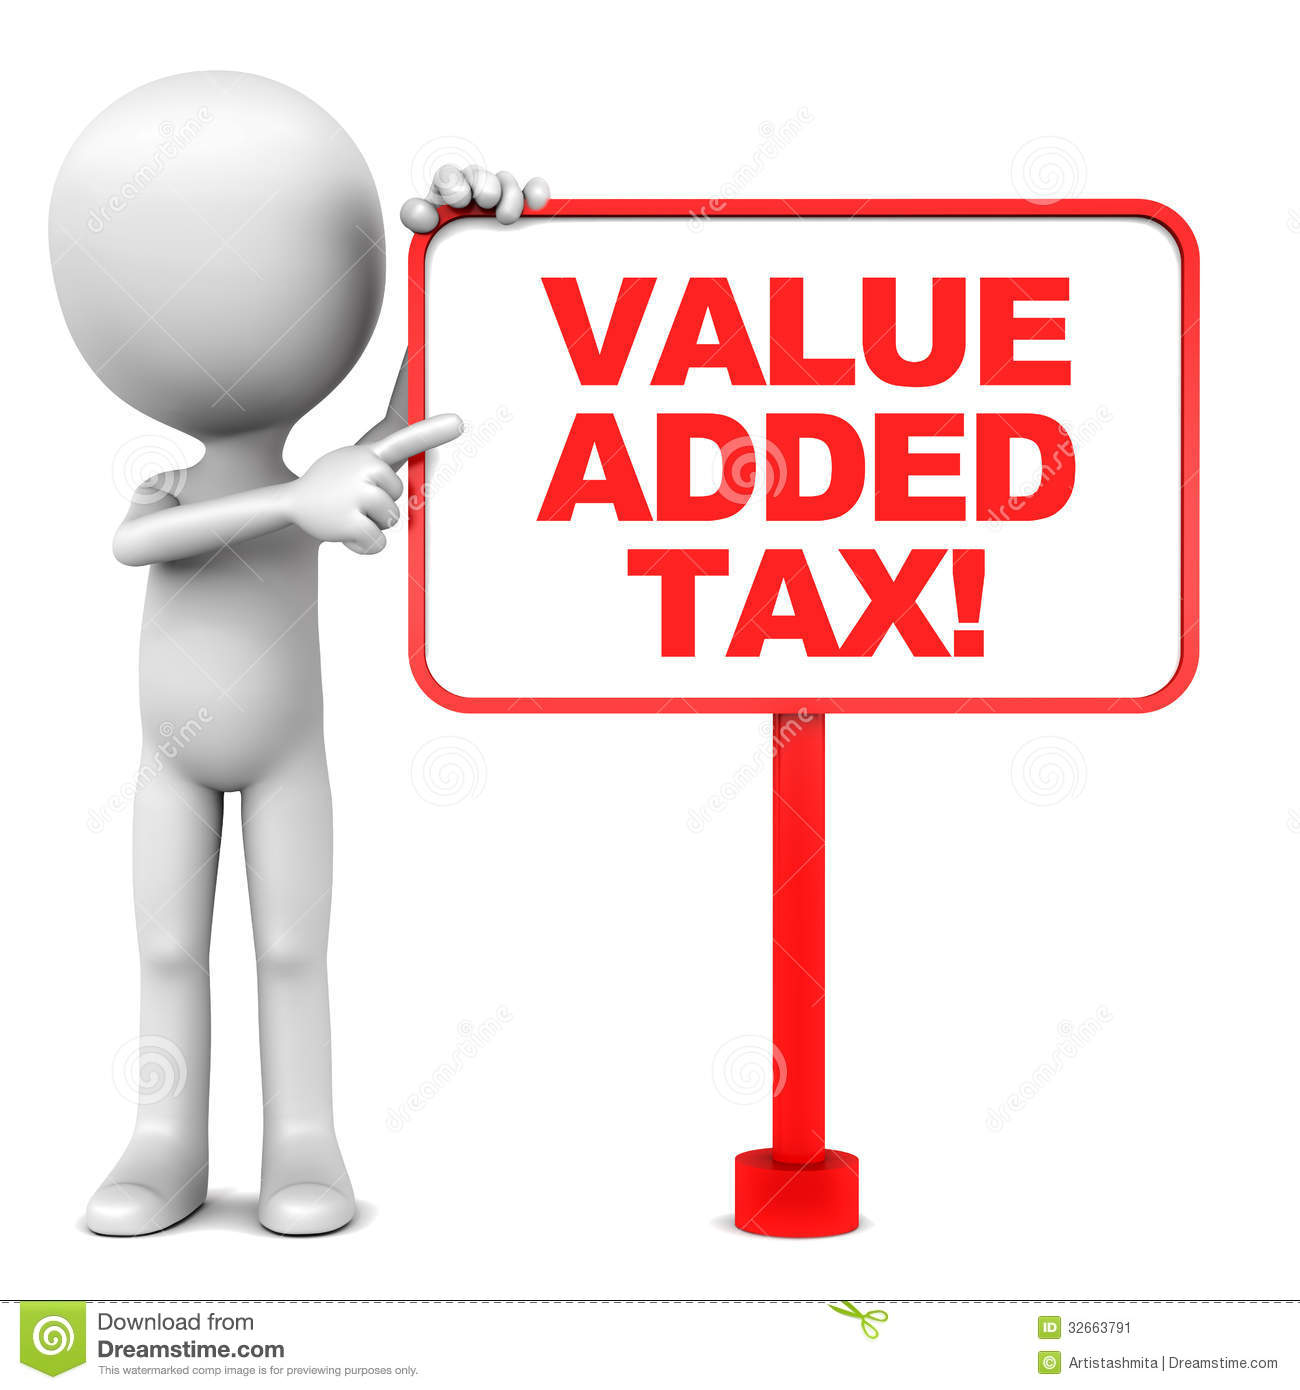 VALUE
ADDED
TAX!
Download from
Dreamstime.com
This watermarked comp image is for previewing purposes only.
ID 32663791
© Artistashmita | Dreamstime.com